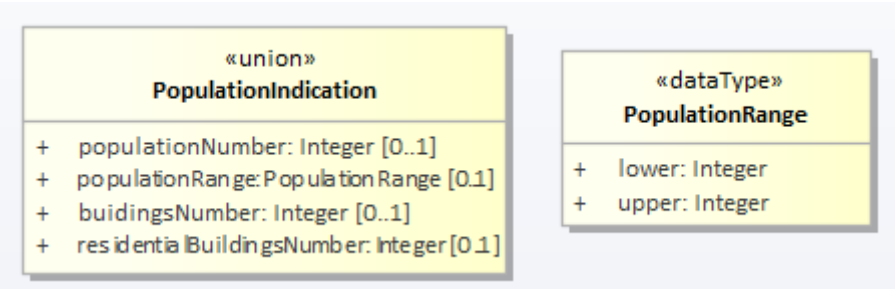 «union»
PopulationIndication
+ populationNumber: Integer [0..1]
+ populationRange:PopulationRange [0.1]
+ buidingsNumber: Integer [0..1]
+ residentialBuildingsNumber: Integer [0.1]
«dataType»
PopulationRange
+ lower: Integer
+ upper: Integer